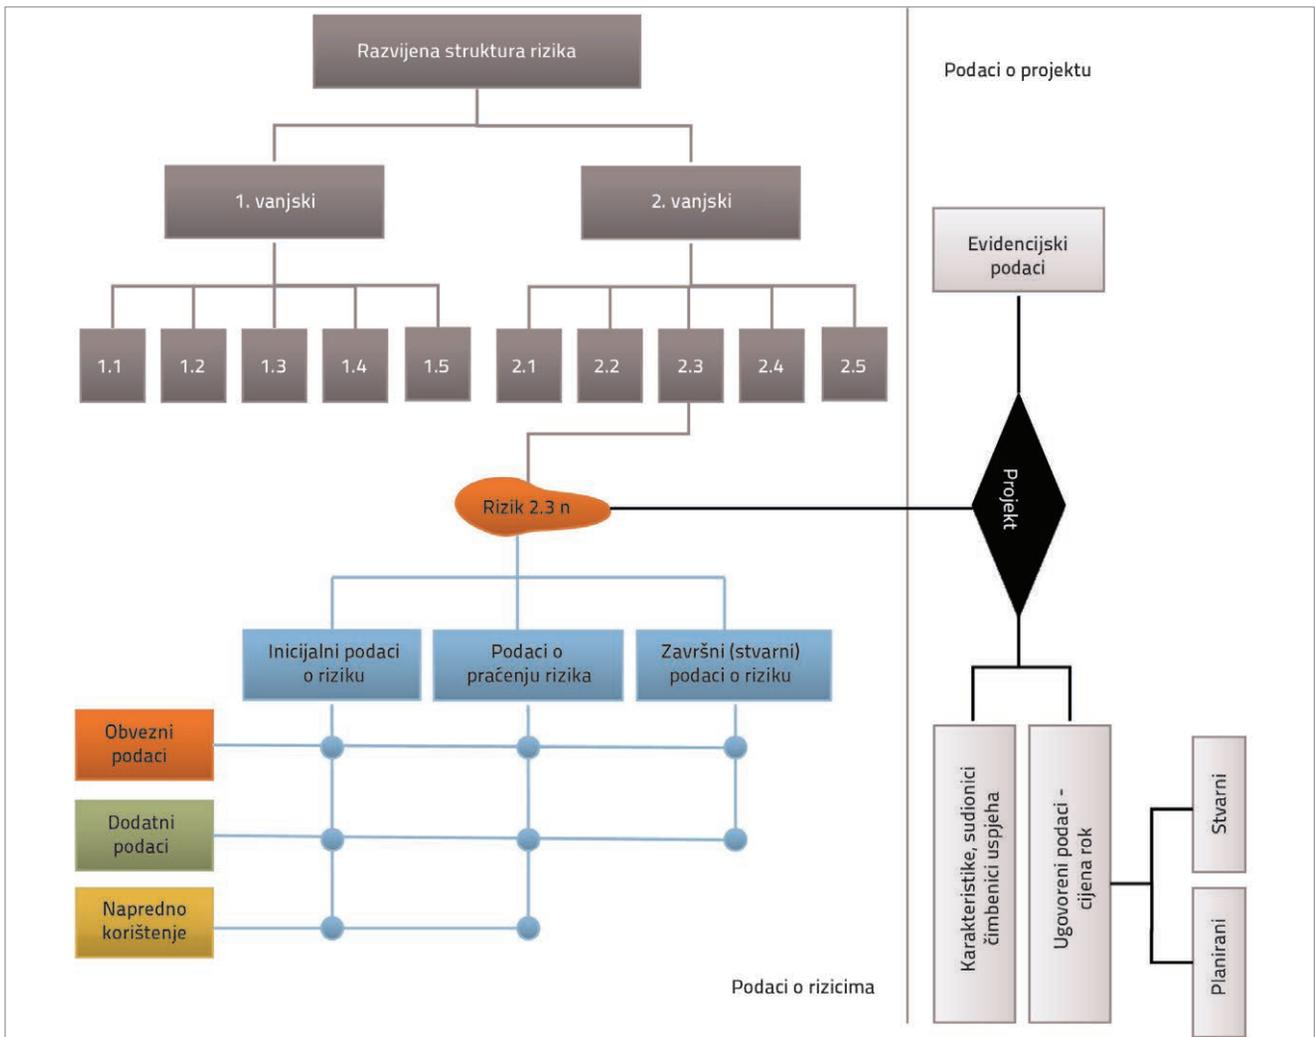 Razvijena struktura rizika
Podaci o projektu
1. vanjski
2. vanjski
Evidencijski
podaci
1.1
1.2
1.3
1.4
1.5
2.1
2.2
2.3
2.4
2.5
Rizik 2.3 n
Projekt
Inicijalni podaci
o riziku
Podaci o
praćenju rizika
Završni (stvarni)
podaci o riziku
Obvezni
podaci
Dodatni
podaci
Napredno
korištenje
Karakteristike, sudionici
čimbenici uspjeha
Ugovoreni podaci -
cijena rok
Stvarni
Planirani
Podaci o rizicima